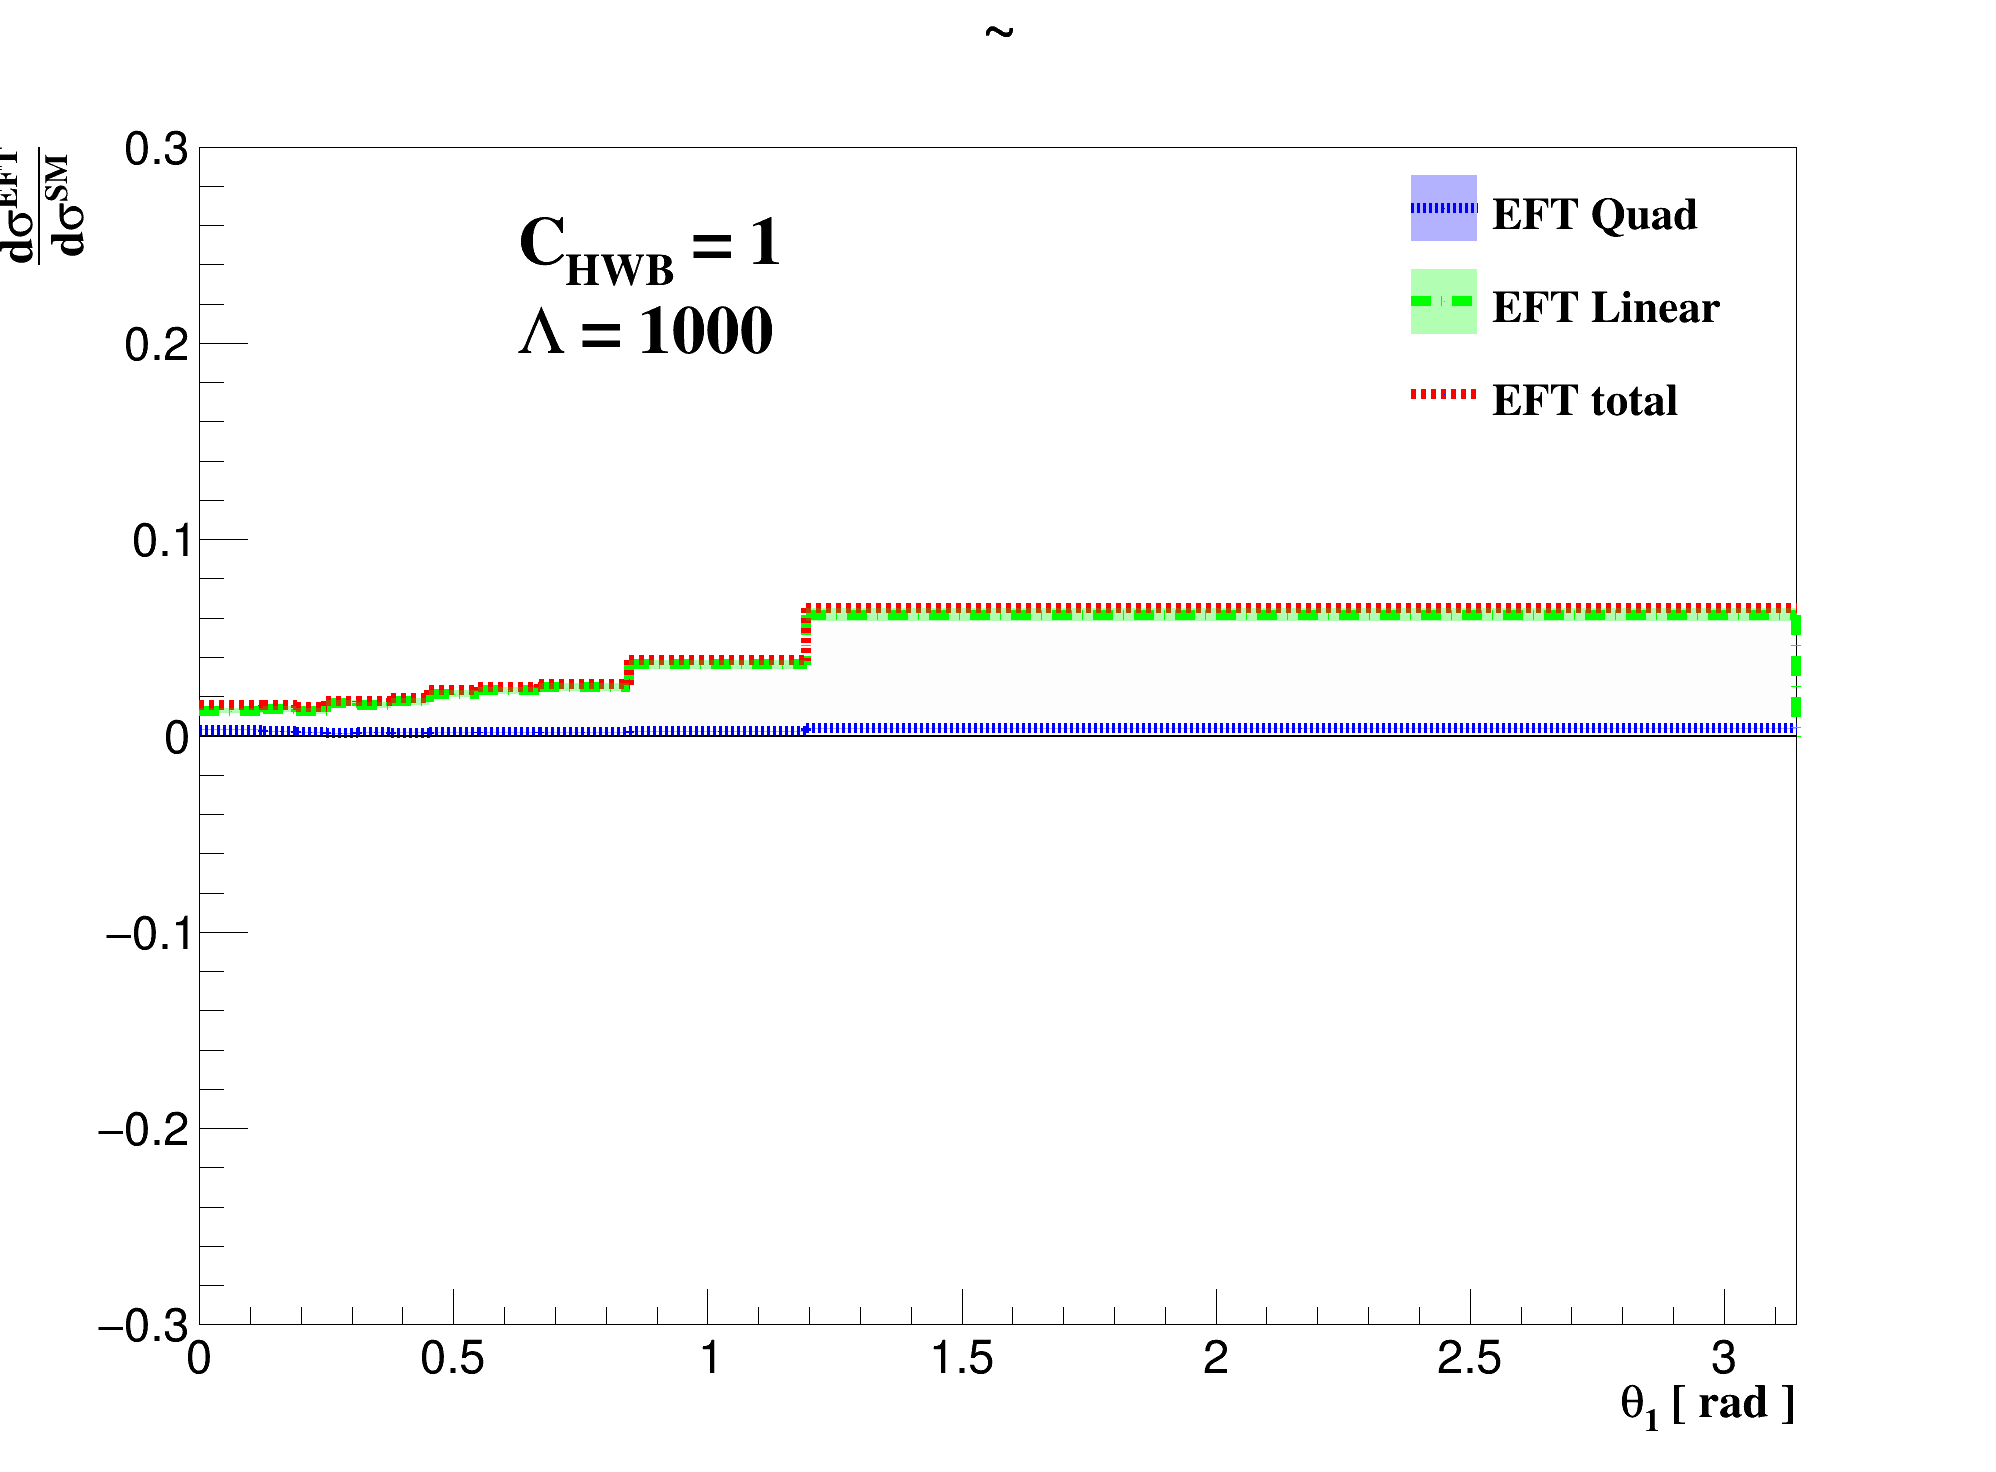 ~
dσ^EFT
dσ^SM
0.3
0.2
0.1
0
−0.1
−0.2
−0.3
C_HWB = 1
Λ = 1000
EFT Quad
EFT Linear
EFT total
0 0.5 1 1.5 2 2.5 3
θ_1 [ rad ]